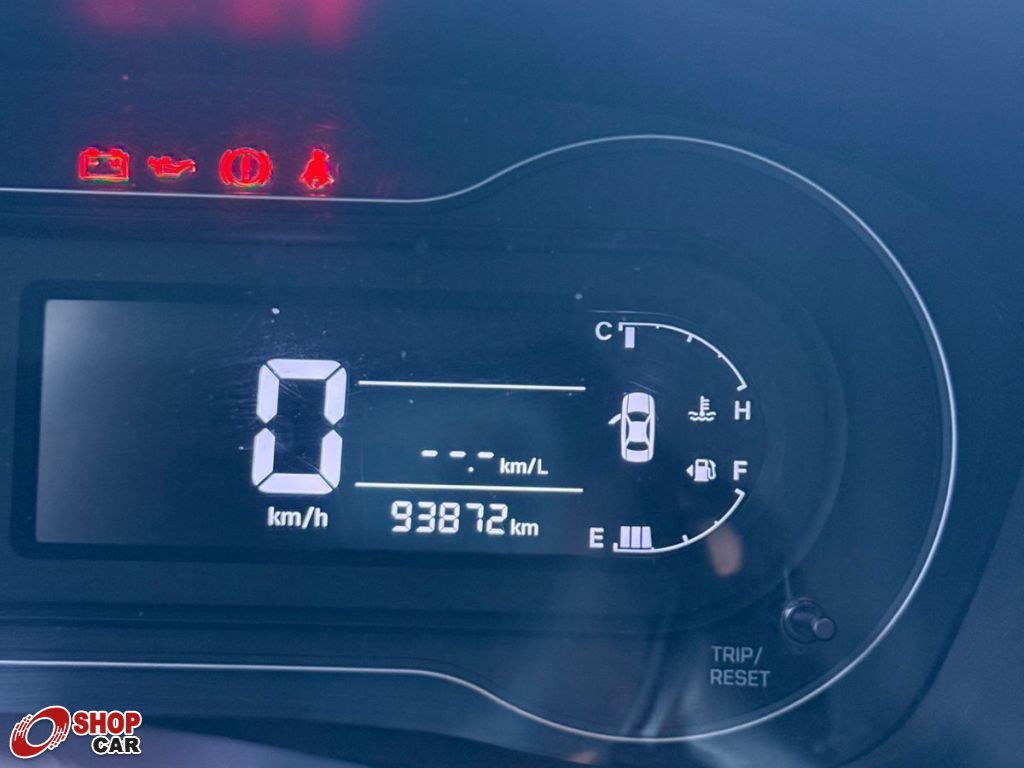 C
H
0
km/h
--.- km/L
93872 km
F
E
TRIP/
RESET
SHOP
CAR